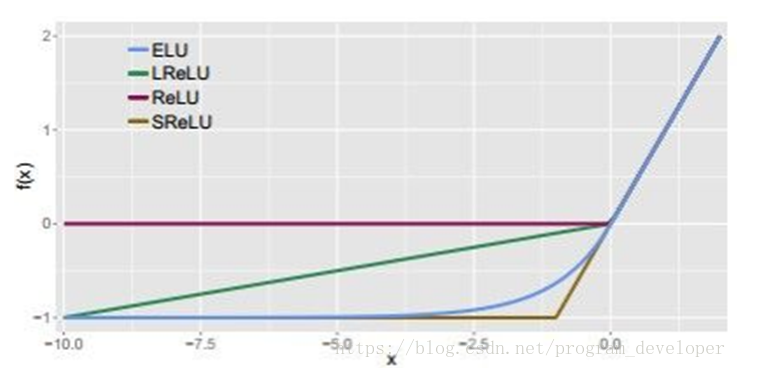 2
ELU
LReLU
ReLU
SReLU
1
f(x)
0
−1
−10.0 −7.5 −5.0 −2.5 0.0
x
https://blog.csdn.net/program_developer